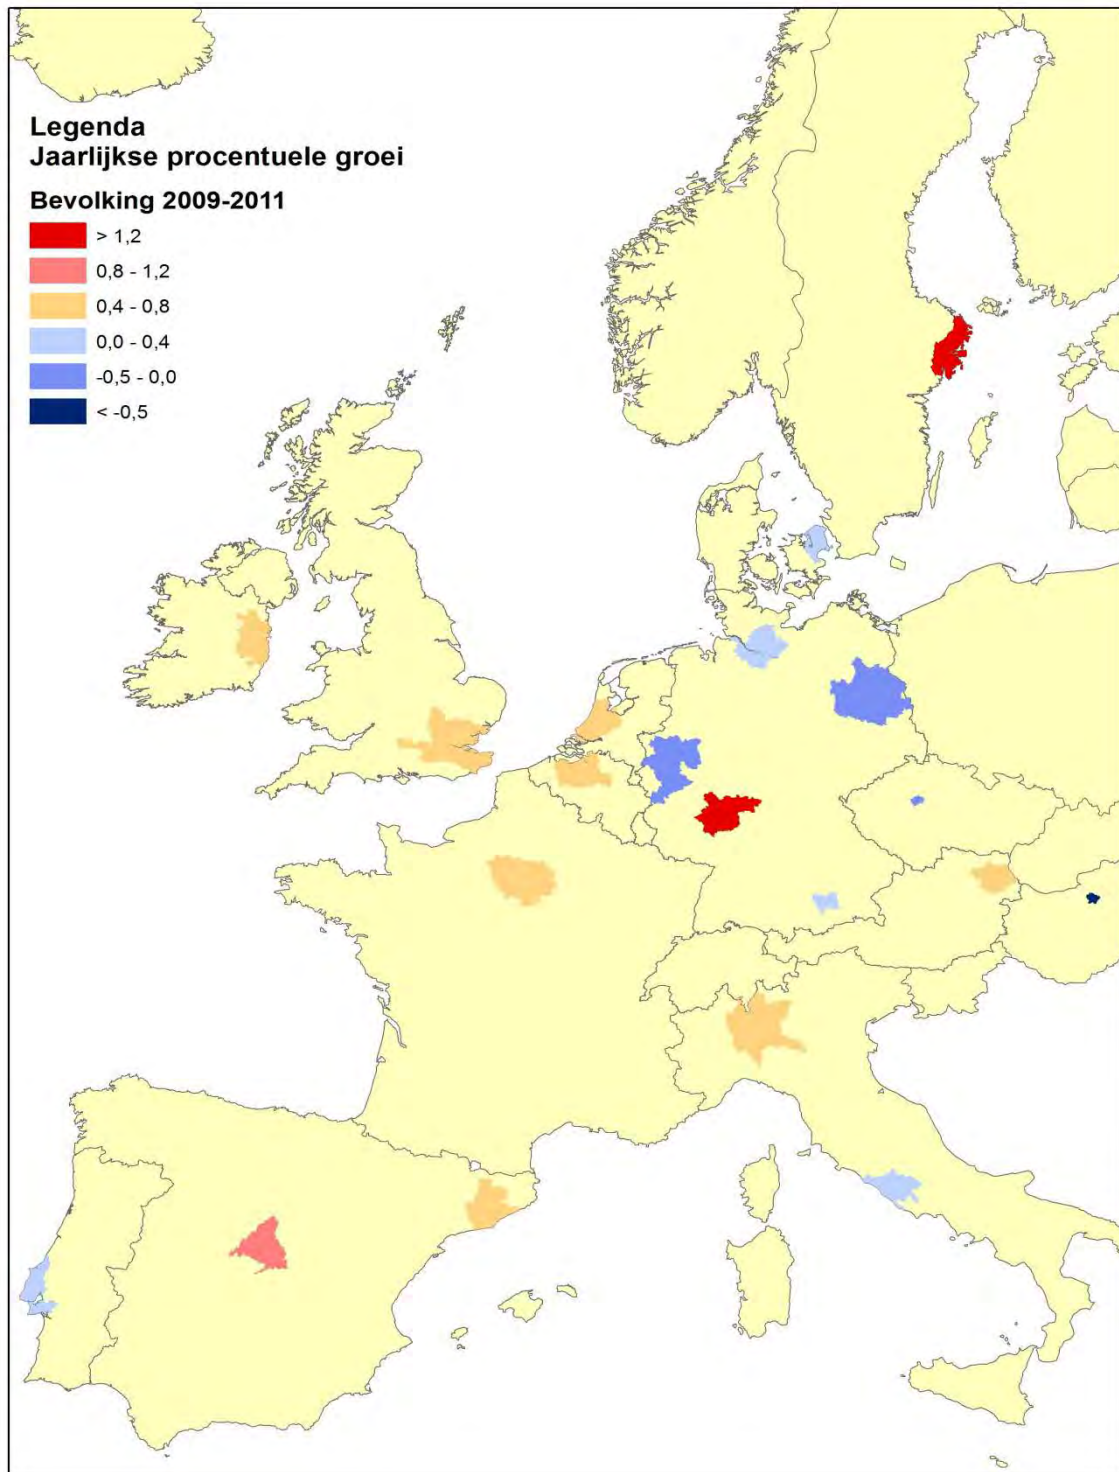 Legenda
Jaarlijkse procentuele groei
Bevolking 2009-2011
> 1,2
0,8 - 1,2
0,4 - 0,8
0,0 - 0,4
-0,5 - 0,0
< -0,5